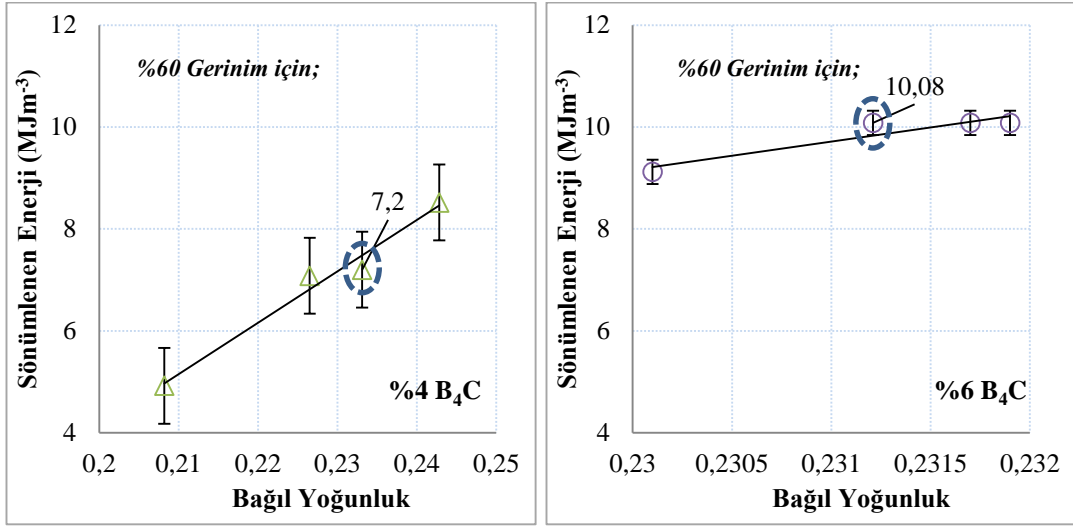 Sönümlenen Enerji (MJm-3)
12
10
8
6
4
%60 Gerinim için;
7,2
%4 B4C
0,2 0,21 0,22 0,23 0,24 0,25
Bağıl Yoğunluk
Sönümlenen Enerji (MJm-3)
12
10
8
6
4
%60 Gerinim için;
10,08
%6 B4C
0,23 0,2305 0,231 0,2315 0,232
Bağıl Yoğunluk